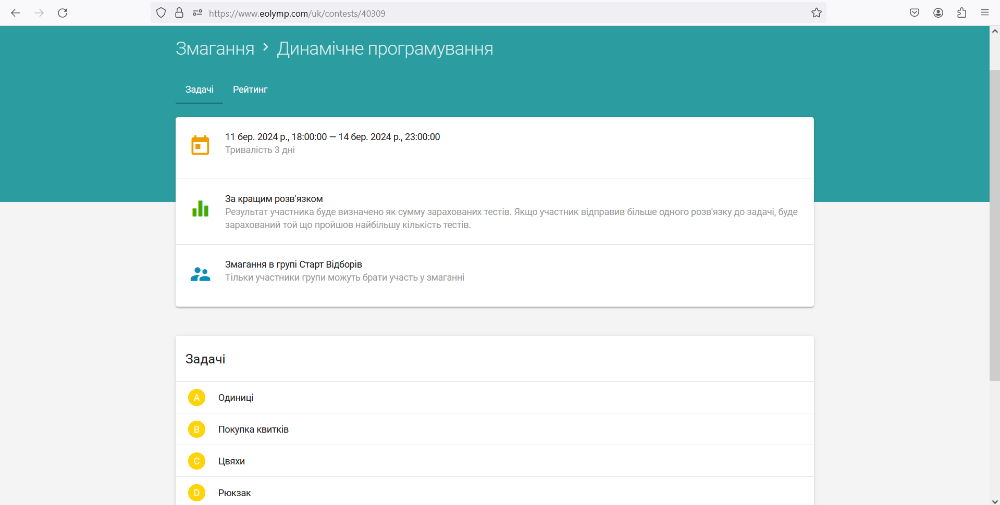 https://www.eolymp.com/uk/contests/40309
Змагання > Динамічне програмування
Задачі Рейтинг
11 бер. 2024 р., 18:00:00 — 14 бер. 2024 р., 23:00:00
Тривалість 3 дні
За кращим розв'язком
Результат участника буде визначено як сумму зарахованих тестів. Якщо участник відправив більше одного розв'язку до задачі, буде
зарахований той що пройшов найбільшу кількість тестів.
Змагання в групі Старт Відборів
Тільки участники групи можуть брати участь у змаганні
Задачі
A Одиниці
B Покупка квитків
C Цвяхи
D Рюкзак